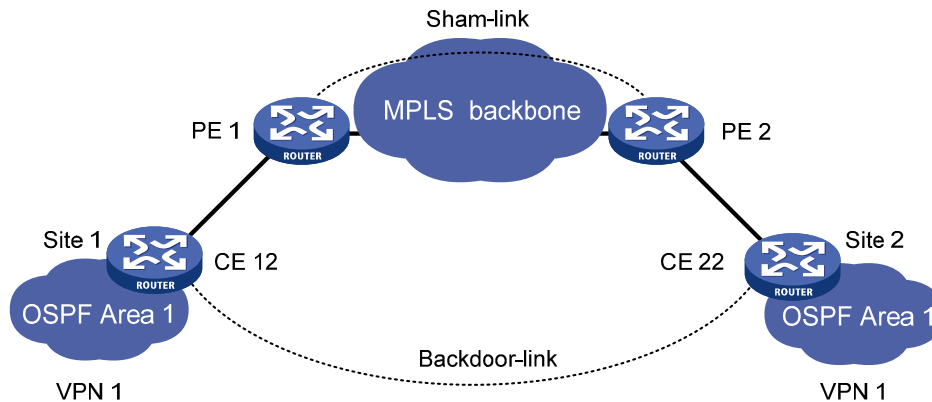 Sham-link
MPLS backbone
PE 1
PE 2
ROUTER
ROUTER
Site 1
CE 12
CE 22
Site 2
ROUTER
ROUTER
OSPF Area 1
OSPF Area 1
Backdoor-link
VPN 1
VPN 1